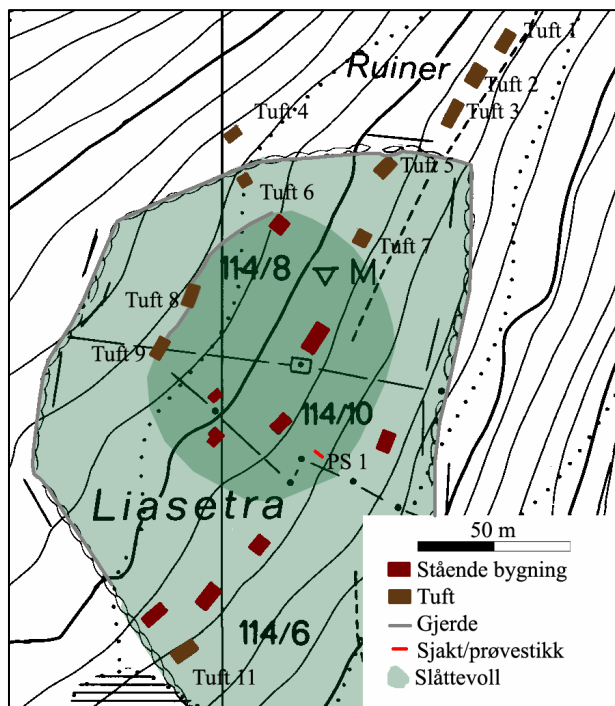 Tuft 1
Ruiner
Tuft 2
Tuft 3
Tuft 4
Tuft 5
Tuft 6
Tuft 7
114/8
M
Tuft 8
Tuft 9
114/10
PS 1
Liasetra
50 m
Stående bygning
Tuft
Gjerde
Sjakt/prøvestikk
Slåttevoll
114/6
Tuft 11